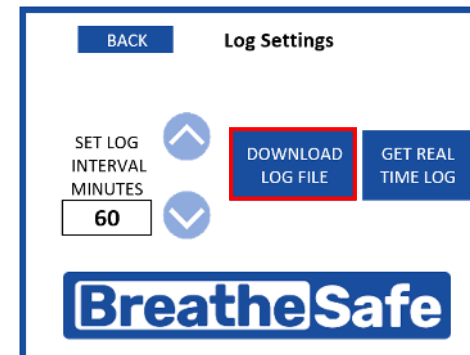 BACK
Log Settings
SET LOG
INTERVAL
MINUTES
60
DOWNLOAD
LOG FILE
GET REAL
TIME LOG
BreatheSafe